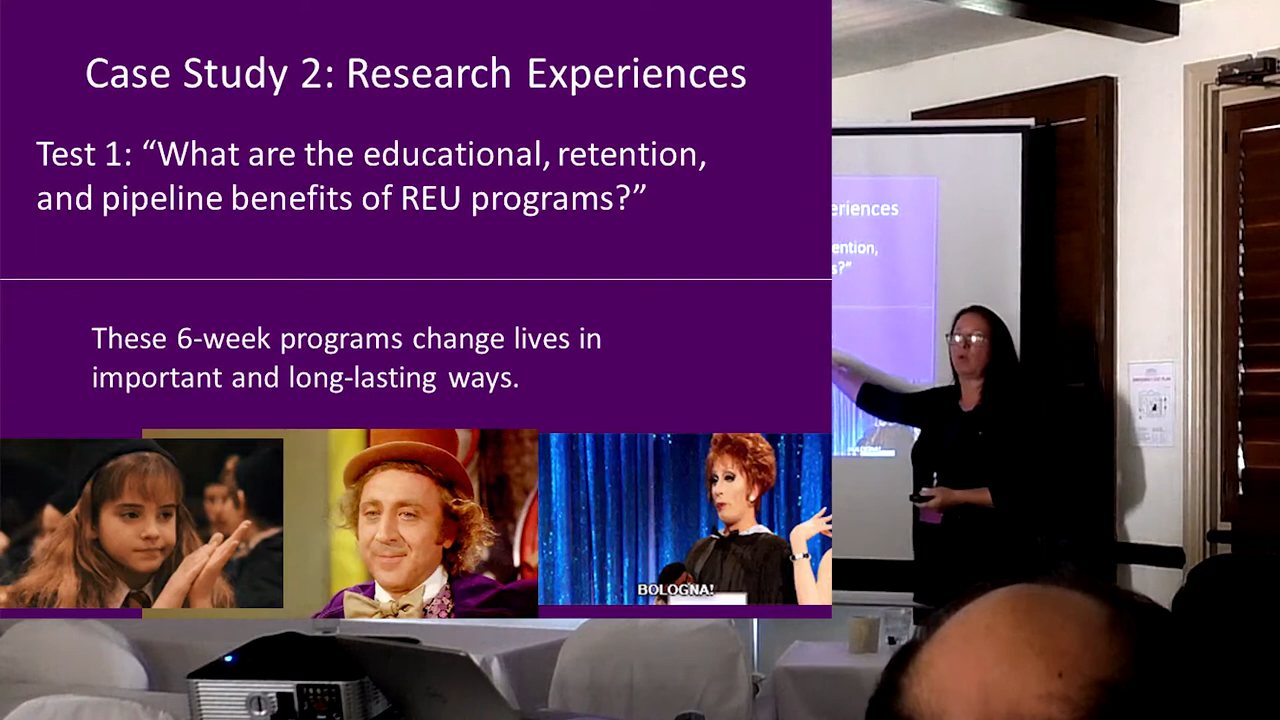 Case Study 2: Research Experiences
Test 1: “What are the educational, retention,
and pipeline benefits of REU programs?”
These 6-week programs change lives in
important and long-lasting ways.
BOLOGNA!
eriences
ention,
s?”